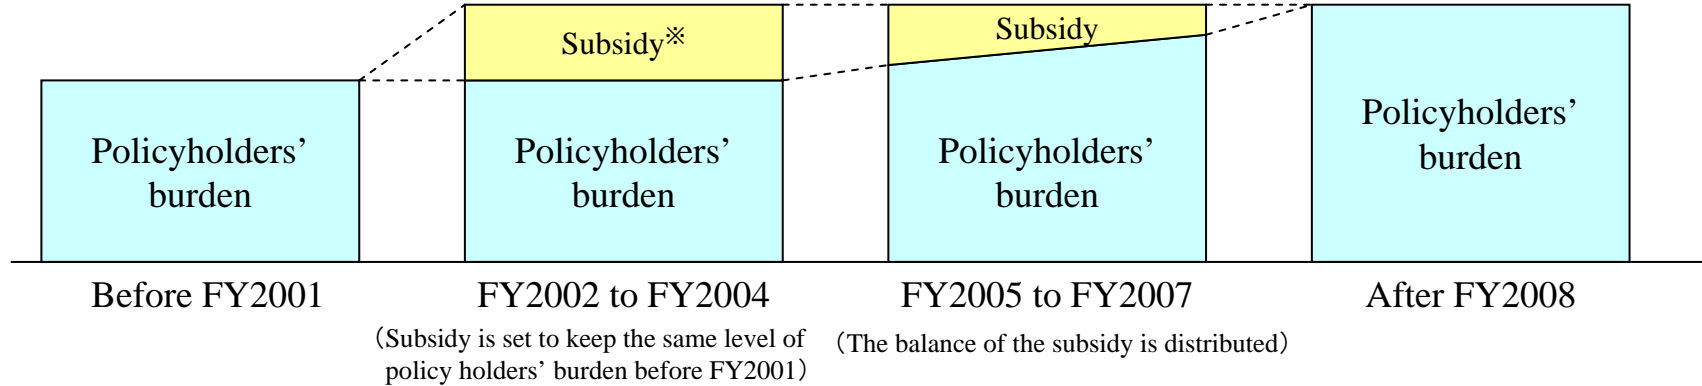 Subsidy※
Subsidy
Policyholders’
burden
Policyholders’
burden
Policyholders’
burden
Policyholders’
burden
Before FY2001
FY2002 to FY2004
FY2005 to FY2007
After FY2008
（Subsidy is set to keep the same level of
policy holders’ burden before FY2001）
（The balance of the subsidy is distributed）